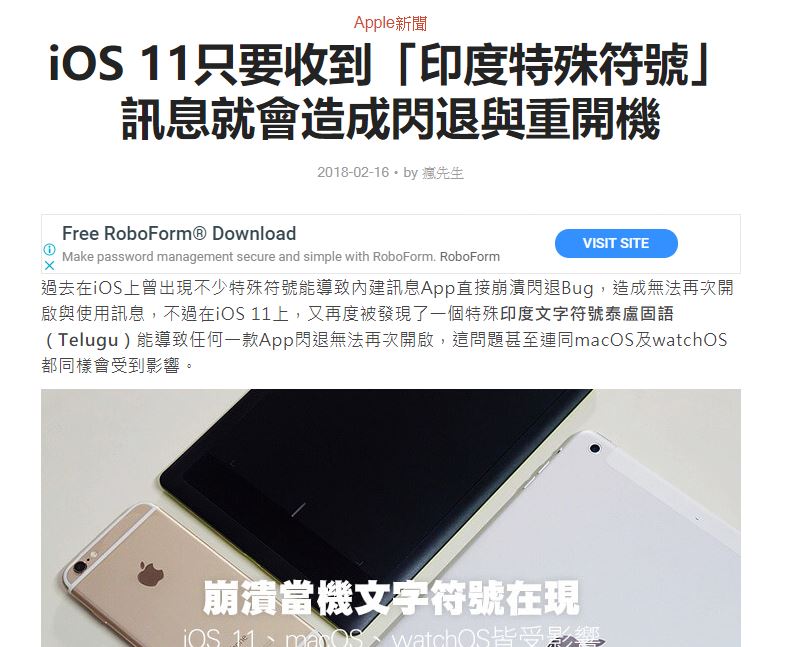 Apple新聞
iOS 11只要收到「印度特殊符號」
訊息就會造成閃退與重開機
2018-02-16 • by 瘋先生
Free RoboForm® Download
Make password management secure and simple with RoboForm. RoboForm
VISIT SITE
過去在iOS上曾出現不少特殊符號能導致內建訊息App直接崩潰閃退Bug，造成無法再次開
啟與使用訊息，不過在iOS 11上，又再度被發現了一個特殊印度文字符號泰盧固語
（Telugu）能導致任何一款App閃退無法再次開啟，這問題甚至連同macOS及watchOS
都同樣會受到影響。
崩潰當機文字符號在現
iOS 11、macOS、watchOS皆受影響